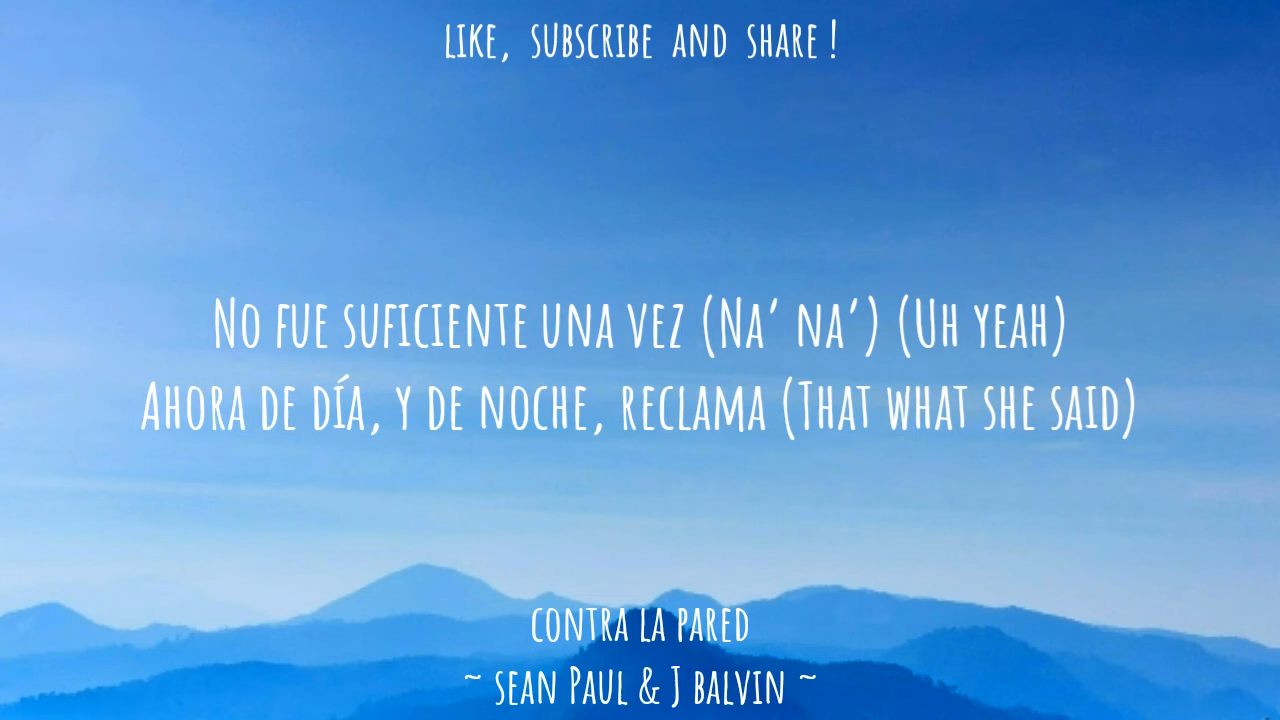 LIKE, SUBSCRIBE AND SHARE!
No fue suficiente una vez (Na' na') (Uh yeah)
Ahora de día, y de noche, reclama (That what she said)
contra la pared
~ sean Paul & J balvin ~